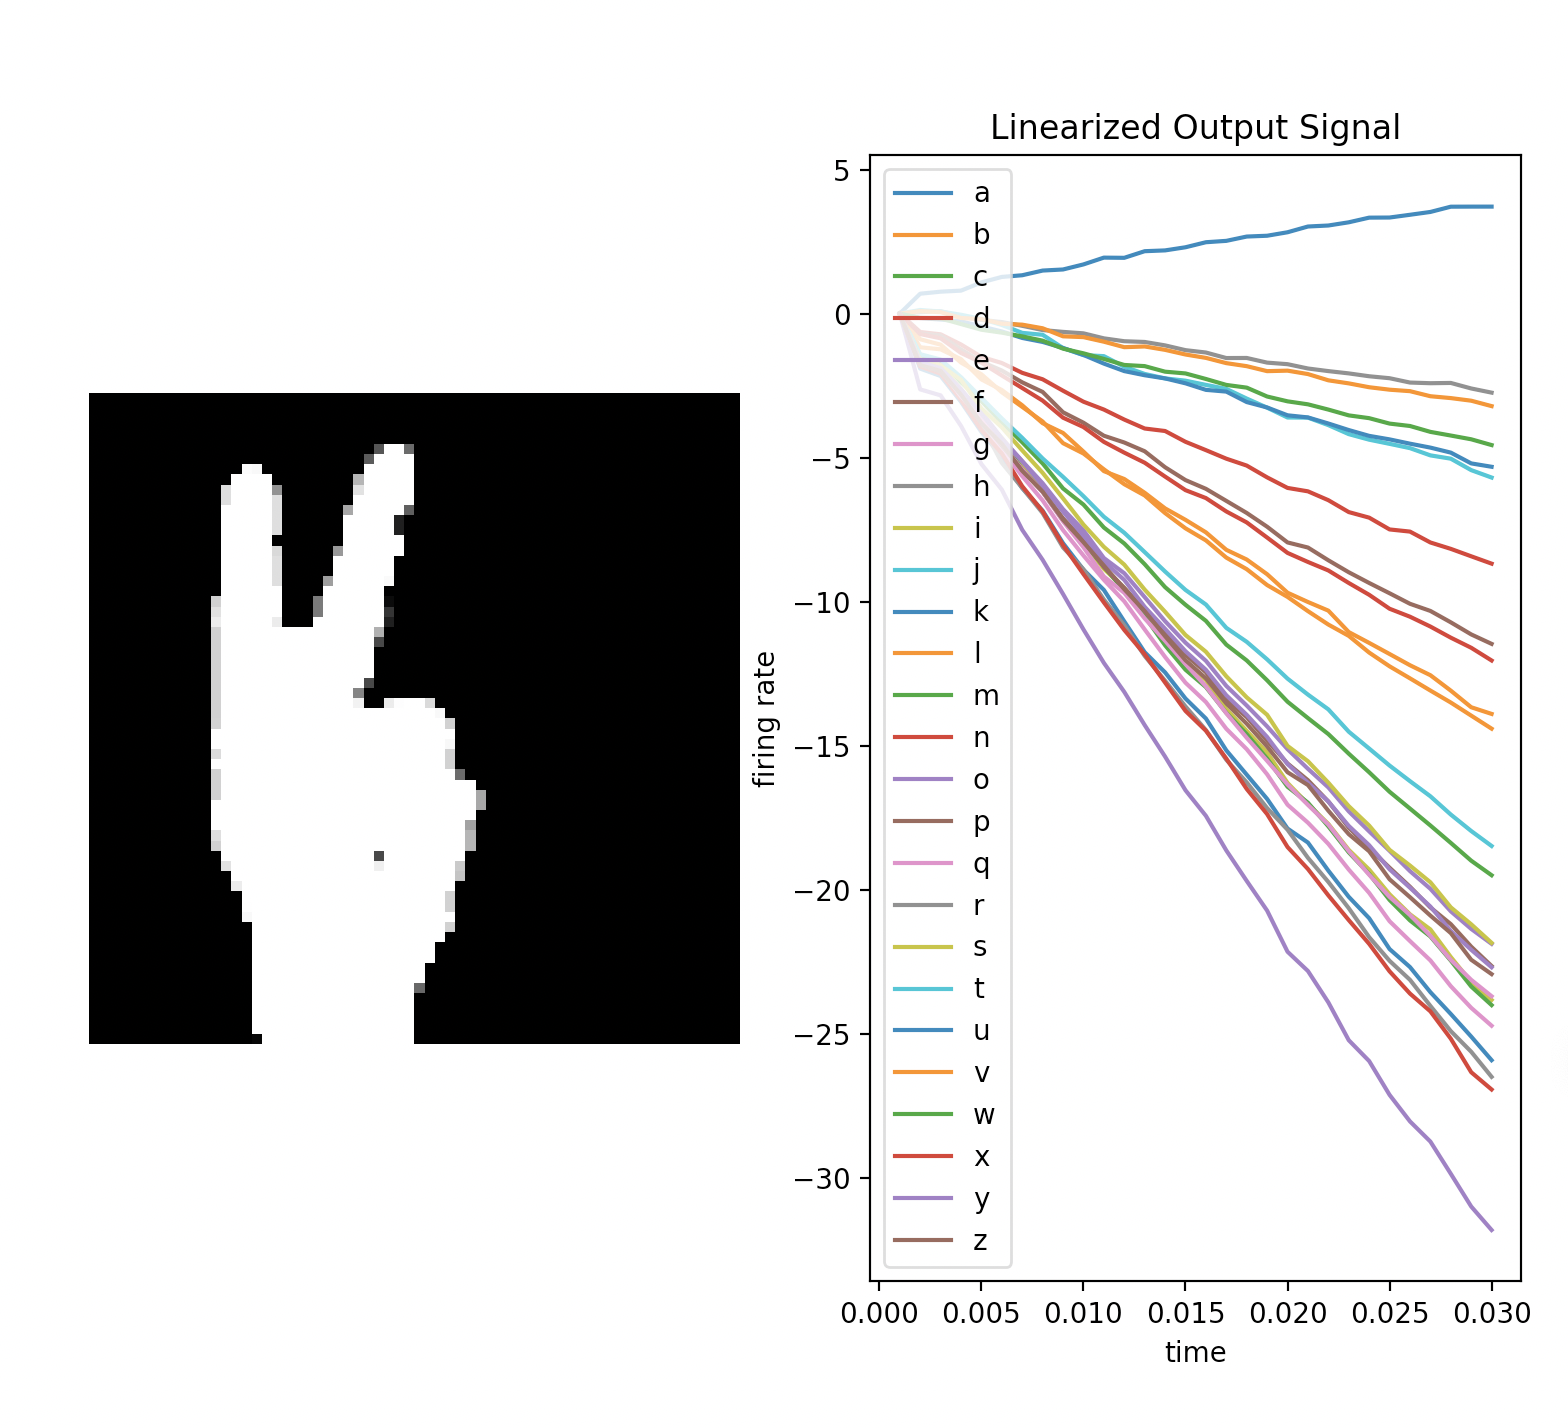 Linearized Output Signal
5
0
−5
−10
−15
−20
−25
−30
firing rate
a
b
c
d
e
f
g
h
i
j
k
l
m
n
o
p
q
r
s
t
u
v
w
x
y
z
0.000 0.005 0.010 0.015 0.020 0.025 0.030
time